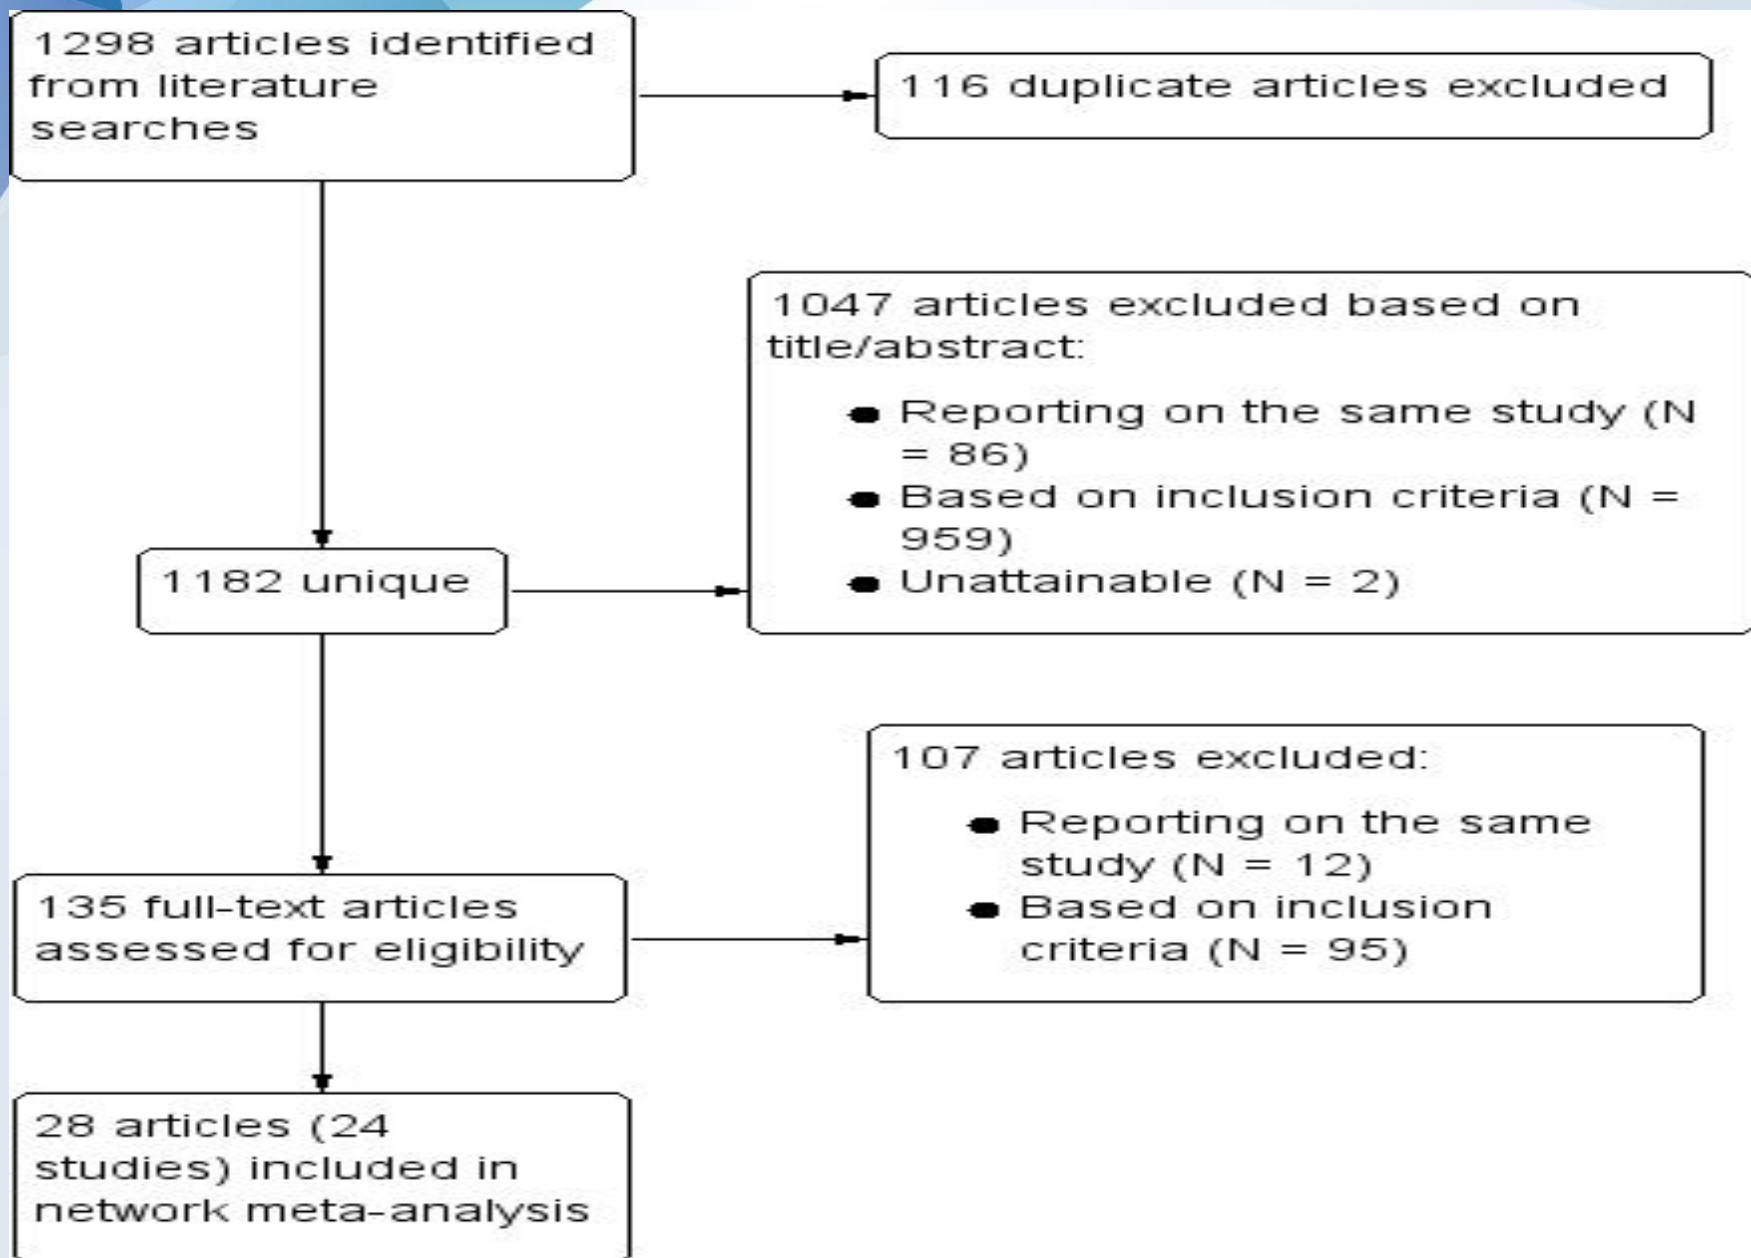 1298 articles identified
from literature
searches
116 duplicate articles excluded
1047 articles excluded based on
title/abstract:
● Reporting on the same study (N
= 86)
● Based on inclusion criteria (N =
959)
● Unattainable (N = 2)
1182 unique
107 articles excluded:
● Reporting on the same
study (N = 12)
● Based on inclusion
criteria (N = 95)
135 full-text articles
assessed for eligibility
28 articles (24
studies) included in
network meta-analysis